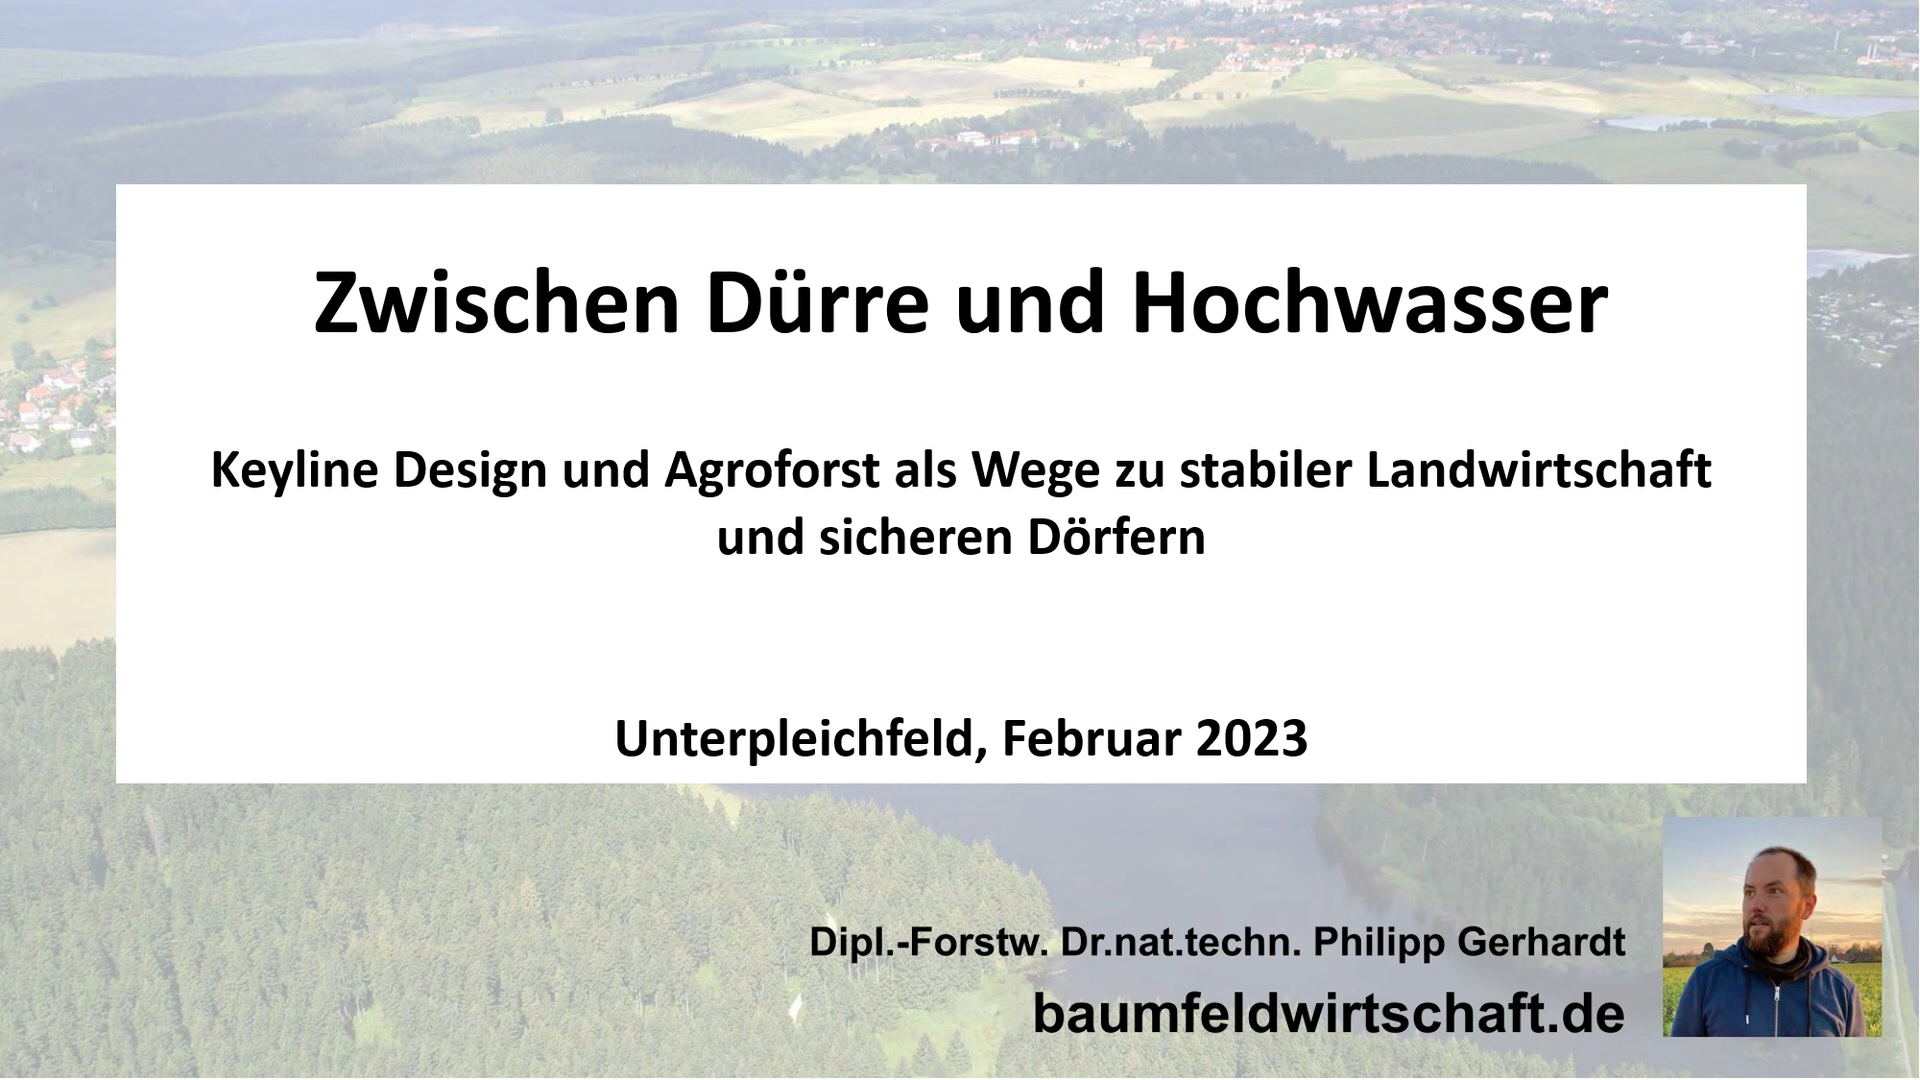 Zwischen Dürre und Hochwasser
Keyline Design und Agroforst als Wege zu stabiler Landwirtschaft
und sicheren Dörfern
Unterpleichfeld, Februar 2023
Dipl.-Forstw. Dr.nat.techn. Philipp Gerhardt
baumfeldwirtschaft.de